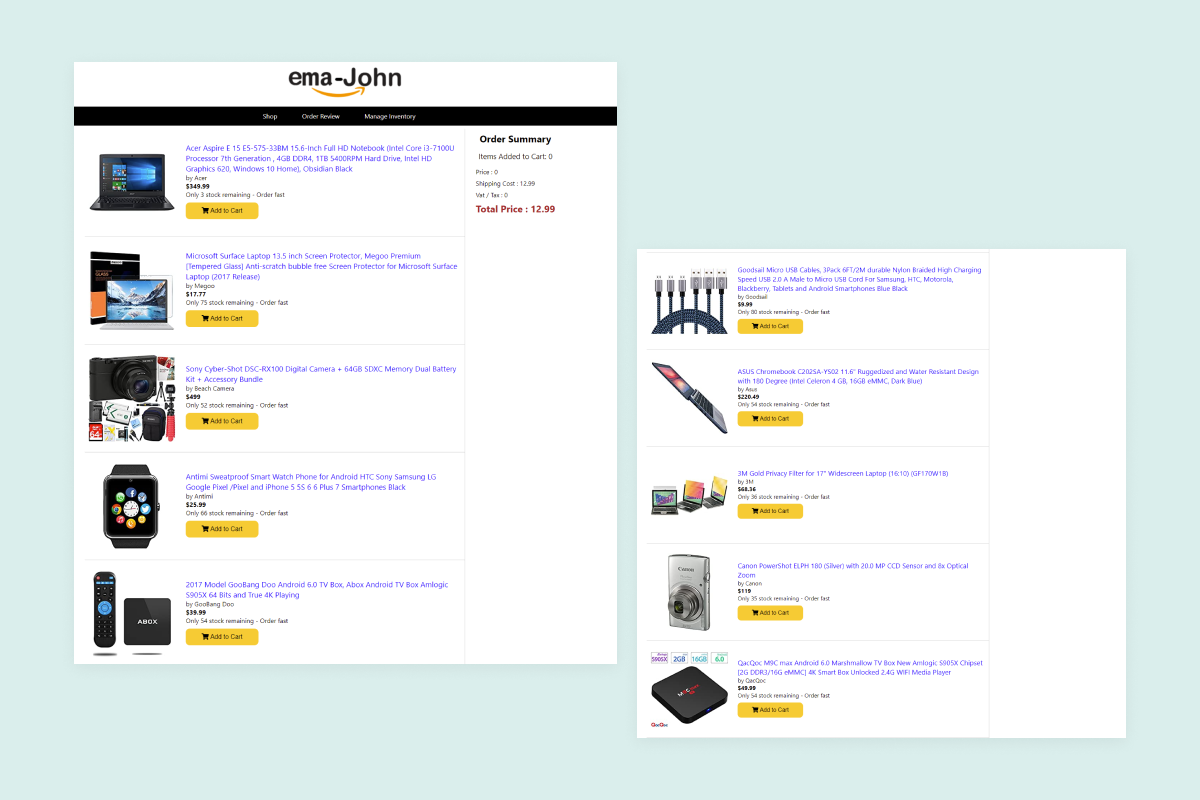 ema-John
Shop Order Review Manage Inventory
Acer Aspire E 15 E5-575-33BM 15.6-Inch Full HD Notebook (Intel Core i3-7100U
Processor 7th Generation , 4GB DDR4, 1TB 5400RPM Hard Drive, Intel HD
Graphics 620, Windows 10 Home), Obsidian Black
by Acer
$349.99
Only 3 stock remaining - Order fast
Add to Cart
Microsoft Surface Laptop 13.5 inch Screen Protector, Megoo Premium
[Tempered Glass] Anti-scratch bubble free Screen Protector for Microsoft Surface
Laptop (2017 Release)
by Megoo
$17.77
Only 75 stock remaining - Order fast
Add to Cart
GLASS
Sony Cyber-Shot DSC-RX100 Digital Camera + 64GB SDXC Memory Dual Battery
Kit + Accessory Bundle
by Beach Camera
$499
Only 52 stock remaining - Order fast
Add to Cart
64
Antimi Sweatproof Smart Watch Phone for Android HTC Sony Samsung LG
Google Pixel /Pixel and iPhone 5 5S 6 6 Plus 7 Smartphones Black
by Antimi
$25.99
Only 66 stock remaining - Order fast
Add to Cart
2017 Model GooBang Doo Android 6.0 TV Box, Abox Android TV Box Amlogic
S905X 64 Bits and True 4K Playing
by GooBang Doo
$39.99
Only 54 stock remaining - Order fast
Add to Cart
ABOX
Order Summary
Items Added to Cart: 0
Price : 0
Shipping Cost : 12.99
Vat / Tax : 0
Total Price : 12.99
Goodsail Micro USB Cables, 3Pack 6FT/2M durable Nylon Braided High Charging
Speed USB 2.0 A Male to Micro USB Cord For Samsung, HTC, Motorola,
Blackberry, Tablets and Android Smartphones Blue Black
by Goodsail
$9.99
Only 80 stock remaining - Order fast
Add to Cart
ASUS Chromebook C202SA-YS02 11.6" Ruggedized and Water Resistant Design
with 180 Degree (Intel Celeron 4 GB, 16GB eMMC, Dark Blue)
by Asus
$220.49
Only 54 stock remaining - Order fast
Add to Cart
3M Gold Privacy Filter for 17" Widescreen Laptop (16:10) (GF170W1B)
by 3M
$68.36
Only 36 stock remaining - Order fast
Add to Cart
Canon PowerShot ELPH 180 (Silver) with 20.0 MP CCD Sensor and 8x Optical
Zoom
by Canon
$119
Only 35 stock remaining - Order fast
Add to Cart
Canon
S905X 2GB 16GB 6.0
QacQoc M9C max Android 6.0 Marshmallow TV Box New Amlogic S905X Chipset
[2G DDR3/16G eMMC] 4K Smart Box Unlocked 2.4G WIFI Media Player
by QacQoc
$49.99
Only 54 stock remaining - Order fast
Add to Cart
QacQoc